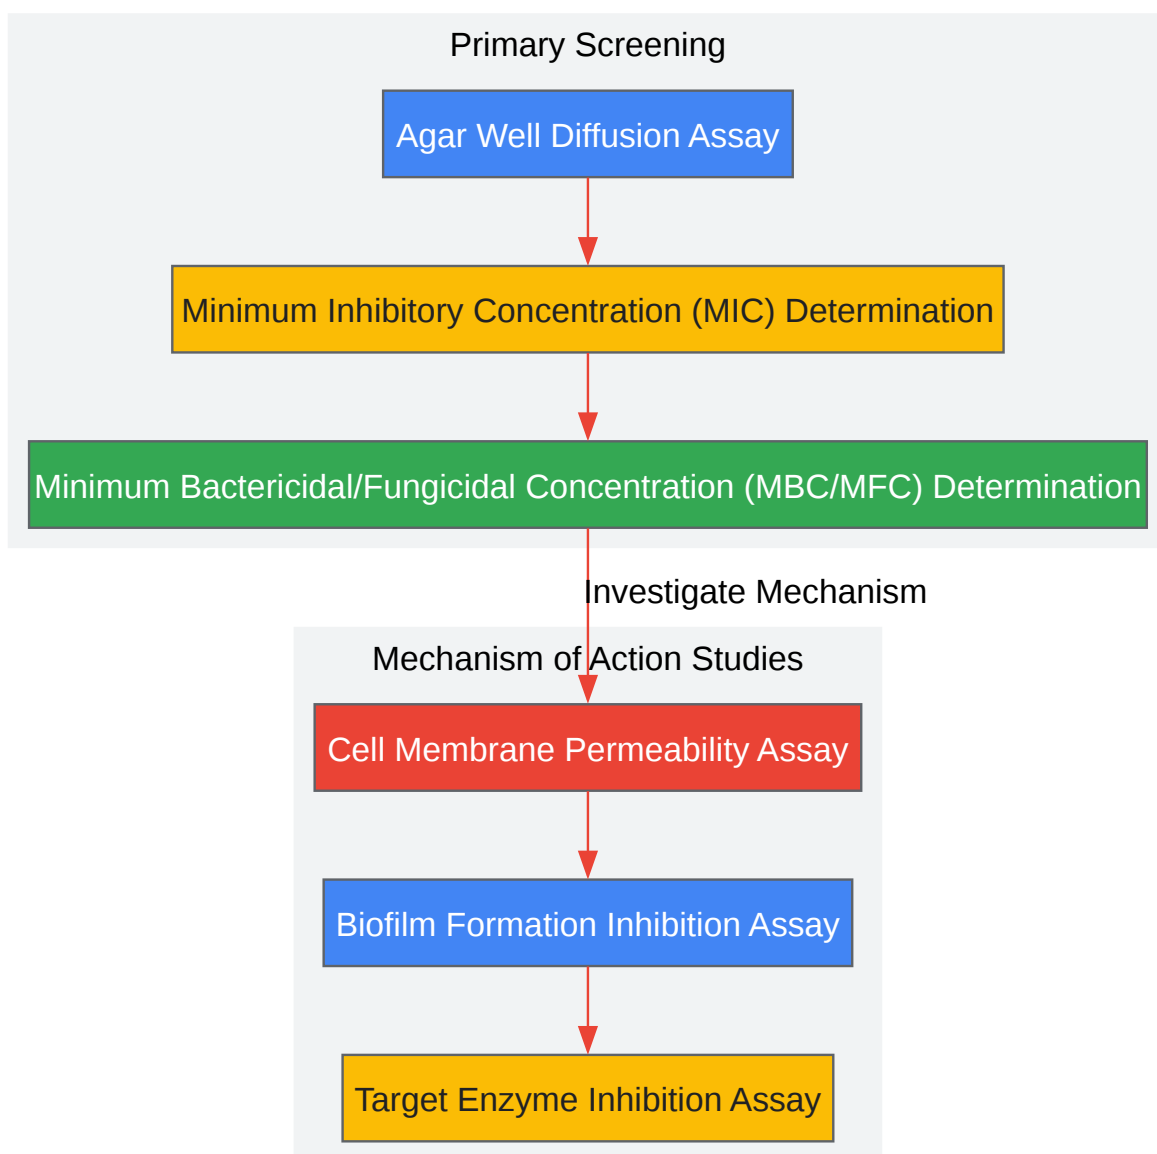 Primary Screening
Agar Well Diffusion Assay
Minimum Inhibitory Concentration (MIC) Determination
Minimum Bactericidal/Fungicidal Concentration (MBC/MFC) Determination
Investigate Mechanism
Mechanism of Action Studies
Cell Membrane Permeability Assay
Biofilm Formation Inhibition Assay
Target Enzyme Inhibition Assay